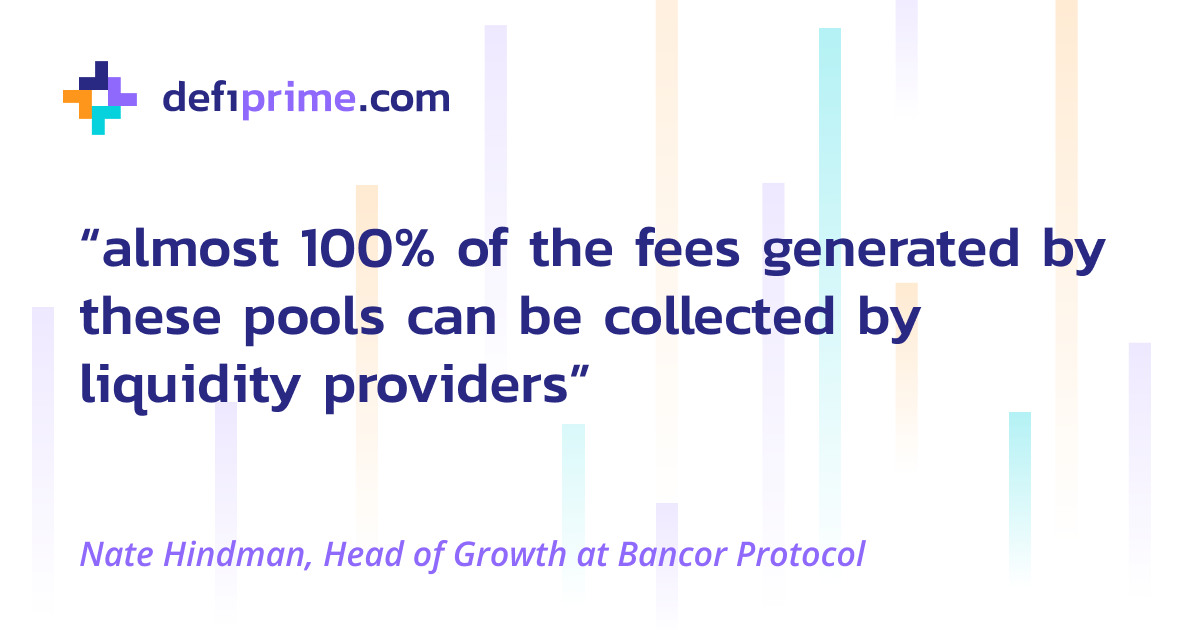 defiprime.com
“almost 100% of the fees generated by
these pools can be collected by
liquidity providers”
Nate Hindman, Head of Growth at Bancor Protocol